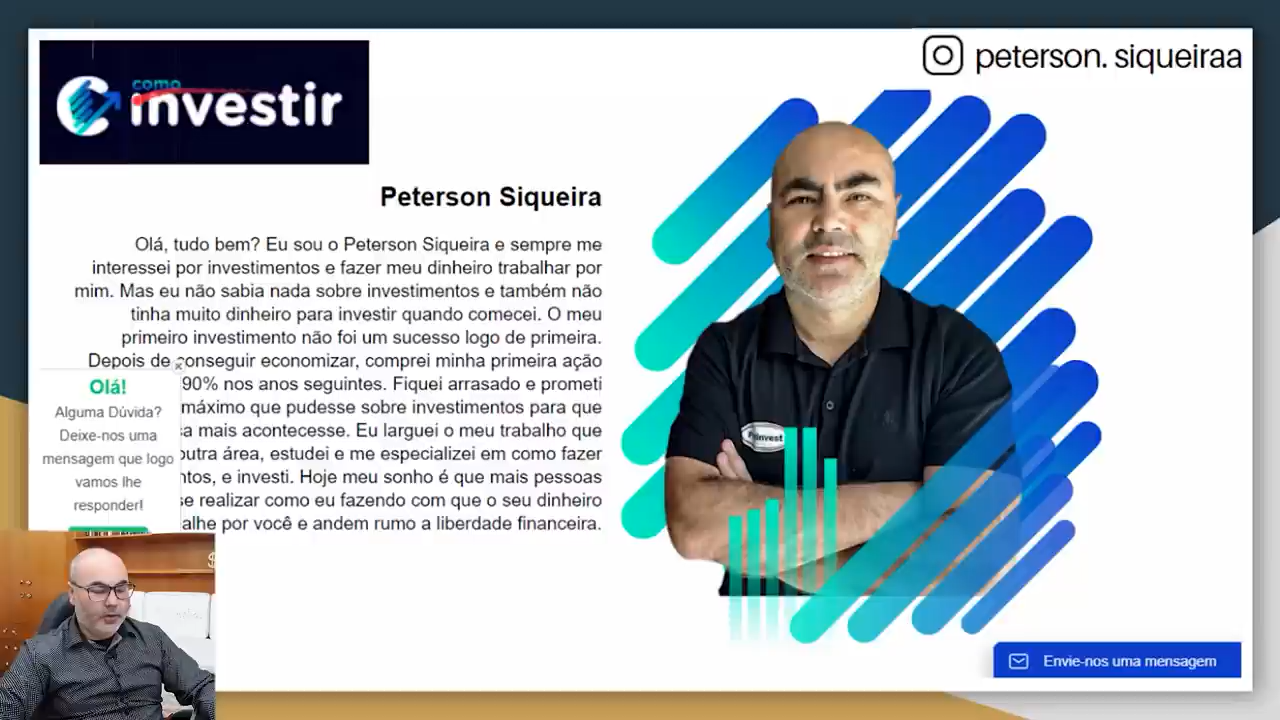 como
investir
peterson. siqueiraa
Peterson Siqueira
Olá, tudo bem? Eu sou o Peterson Siqueira e sempre me
interessei por investimentos e fazer meu dinheiro trabalhar por
mim. Mas eu não sabia nada sobre investimentos e também não
tinha muito dinheiro para investir quando comecei. O meu
primeiro investimento não foi um sucesso logo de primeira.
Depois de conseguir economizar, comprei minha primeira ação
90% nos anos seguintes. Fiquei arrasado e prometi
máximo que pudesse sobre investimentos para que
mais acontecesse. Eu larguei o meu trabalho que
outra área, estudei e me especializei em como fazer
e investi. Hoje meu sonho é que mais pessoas
se realizar como eu fazendo com que o seu dinheiro
alhe por você e andem rumo a liberdade financeira.
Olá!
Alguma Dúvida?
Deixe-nos uma
mensagem que logo
vamos lhe
responder!
Envie-nos uma mensagem